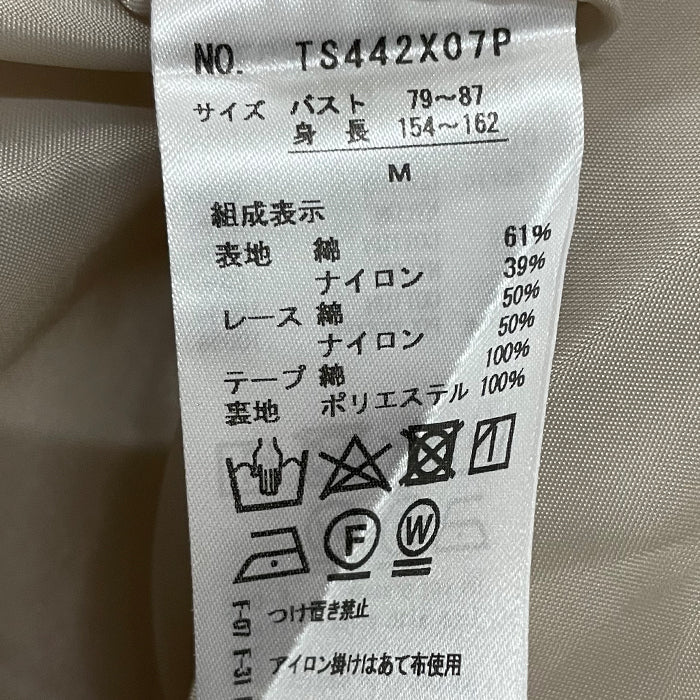 NO. TS442X07P
サイズ バスト 79〜87
身 長 154〜162
M
組成表示
表地 綿 61%
ナイロン 39%
レース 綿 50%
ナイロン 50%
テープ 綿 100%
裏地 ポリエステル 100%
F W
つけ置き禁止
F-31 アイロン掛けはあて布使用